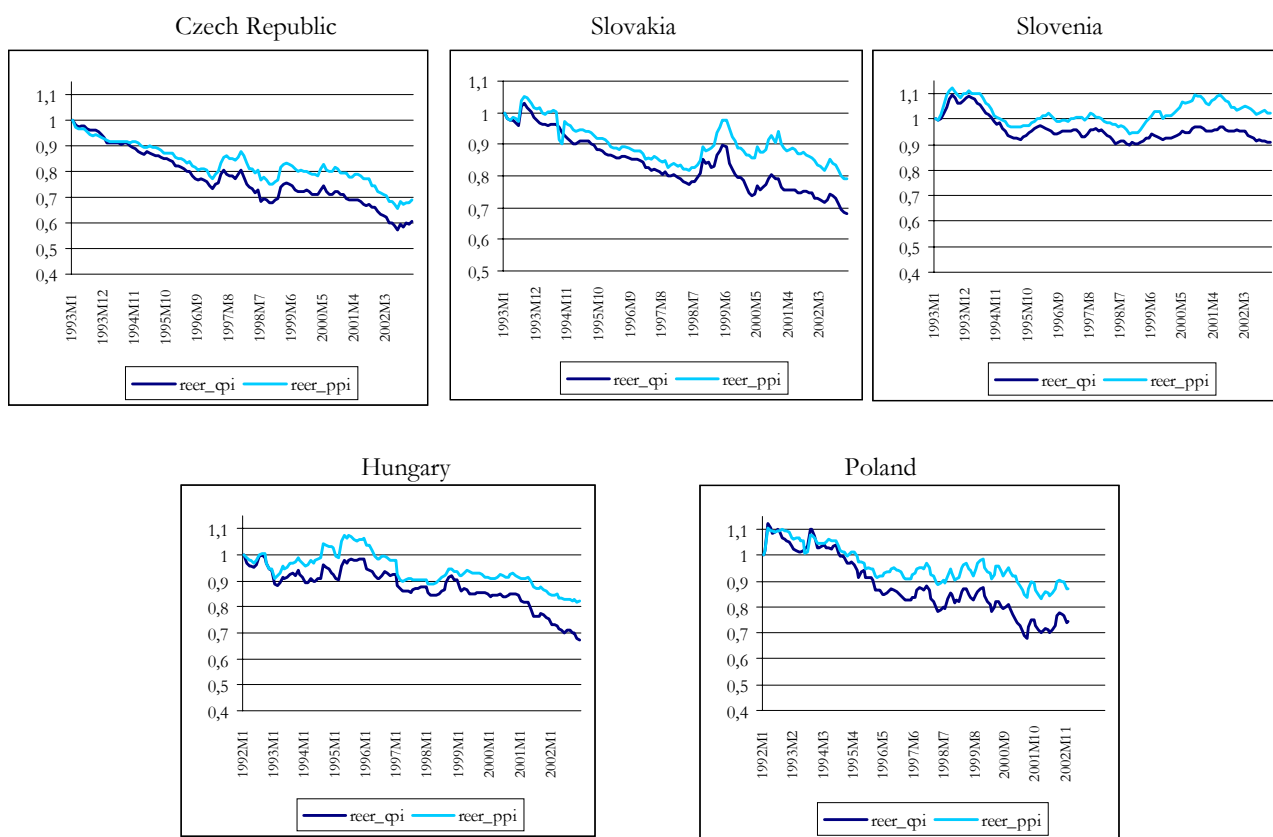 Czech Republic
1,1
1
0,9
0,8
0,7
0,6
0,5
0,4
1993M1
1993M12
1994M11
1995M10
1996M9
1997M8
1998M7
1999M6
2000M5
2001M4
2002M3
reer_cpi
reer_ppi
Slovakia
1,1
1
0,9
0,8
0,7
0,6
0,5
1993M1
1993M12
1994M11
1995M10
1996M9
1997M8
1998M7
1999M6
2000M5
2001M4
2002M3
reer_cpi
reer_ppi
Slovenia
1,1
1
0,9
0,8
0,7
0,6
0,5
0,4
1993M1
1993M12
1994M11
1995M10
1996M9
1997M8
1998M7
1999M6
2000M5
2001M4
2002M3
reer_cpi
reer_ppi
Hungary
1,1
1
0,9
0,8
0,7
0,6
0,5
0,4
1992M1
1993M1
1994M1
1995M1
1996M1
1997M1
1998M1
1999M1
2000M1
2001M1
2002M1
reer_cpi
reer_ppi
Poland
1,1
1
0,9
0,8
0,7
0,6
0,5
0,4
1992M1
1993M2
1994M3
1995M4
1996M5
1997M6
1998M7
1999M8
2000M9
2001M10
2002M11
reer_cpi
reer_ppi